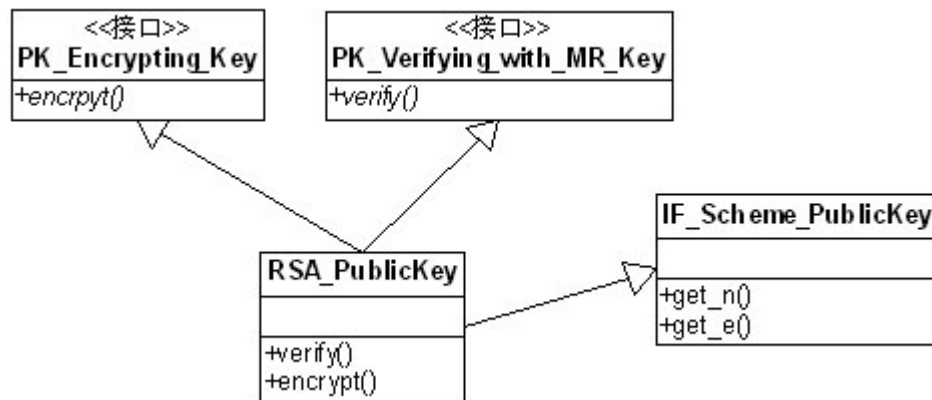 <<接口>>
PK_Encrypting_Key
+encrpyt()
<<接口>>
PK_Verifying_with_MR_Key
+verify()
IF_Scheme_PublicKey
+get_n()
+get_e()
RSA_PublicKey
+verify()
+encrypt()